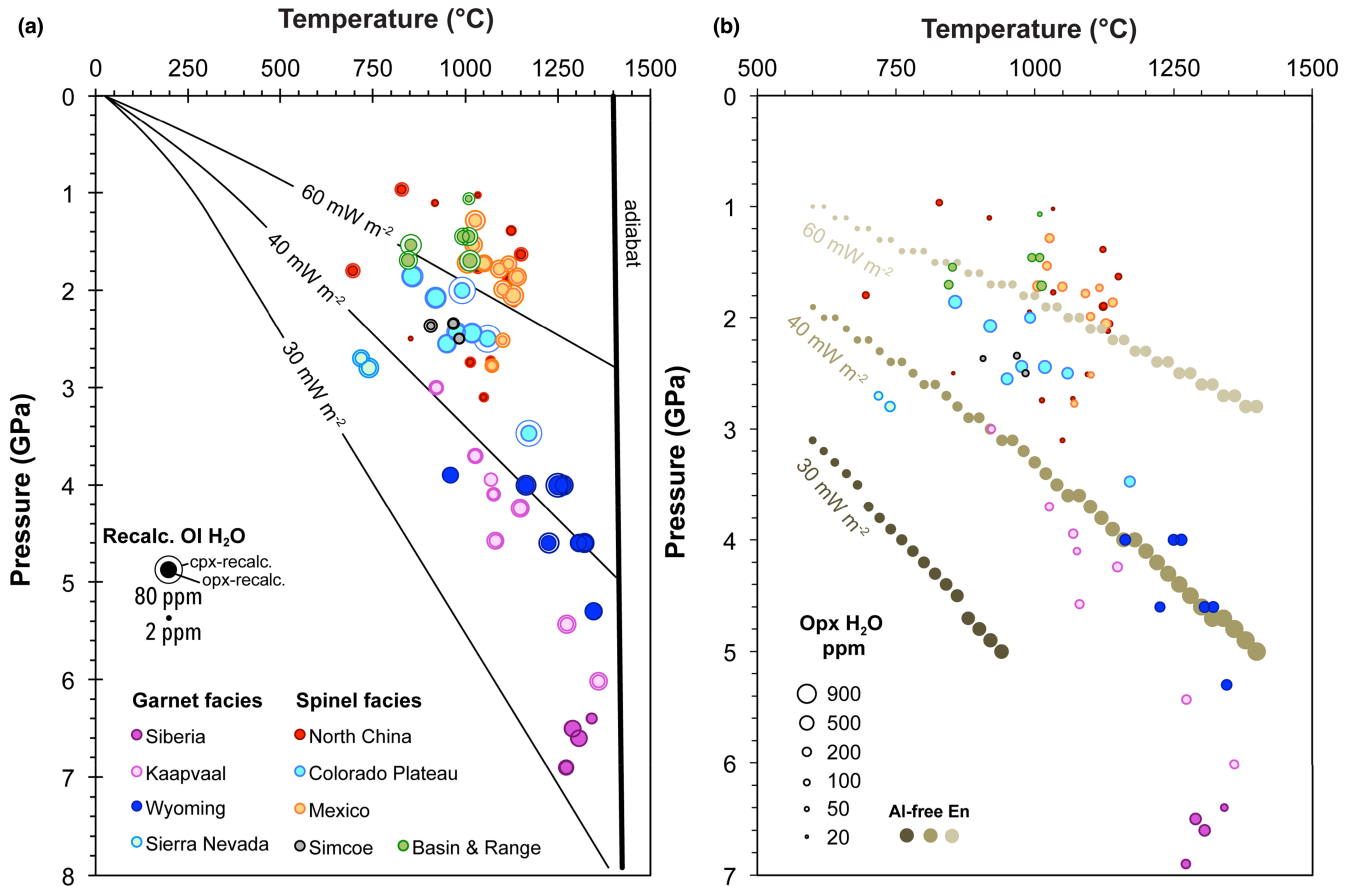 (a)
Temperature (°C)
0 250 500 750 1000 1250 1500
Pressure (GPa)
0
1
2
3
4
5
6
7
8
60 mW m-2
40 mW m-2
30 mW m-2
adiabat
Recalc. Ol H2O
cpx-recalc.
opx-recalc.
80 ppm
2 ppm
Garnet facies
Siberia
Kaapvaal
Wyoming
Sierra Nevada
Spinel facies
North China
Colorado Plateau
Mexico
Simcoe
Basin & Range
(b)
Temperature (°C)
500 750 1000 1250 1500
Pressure (GPa)
0
1
2
3
4
5
6
7
60 mW m-2
40 mW m-2
30 mW m-2
Opx H2O
ppm
900
500
200
100
50
20
Al-free En